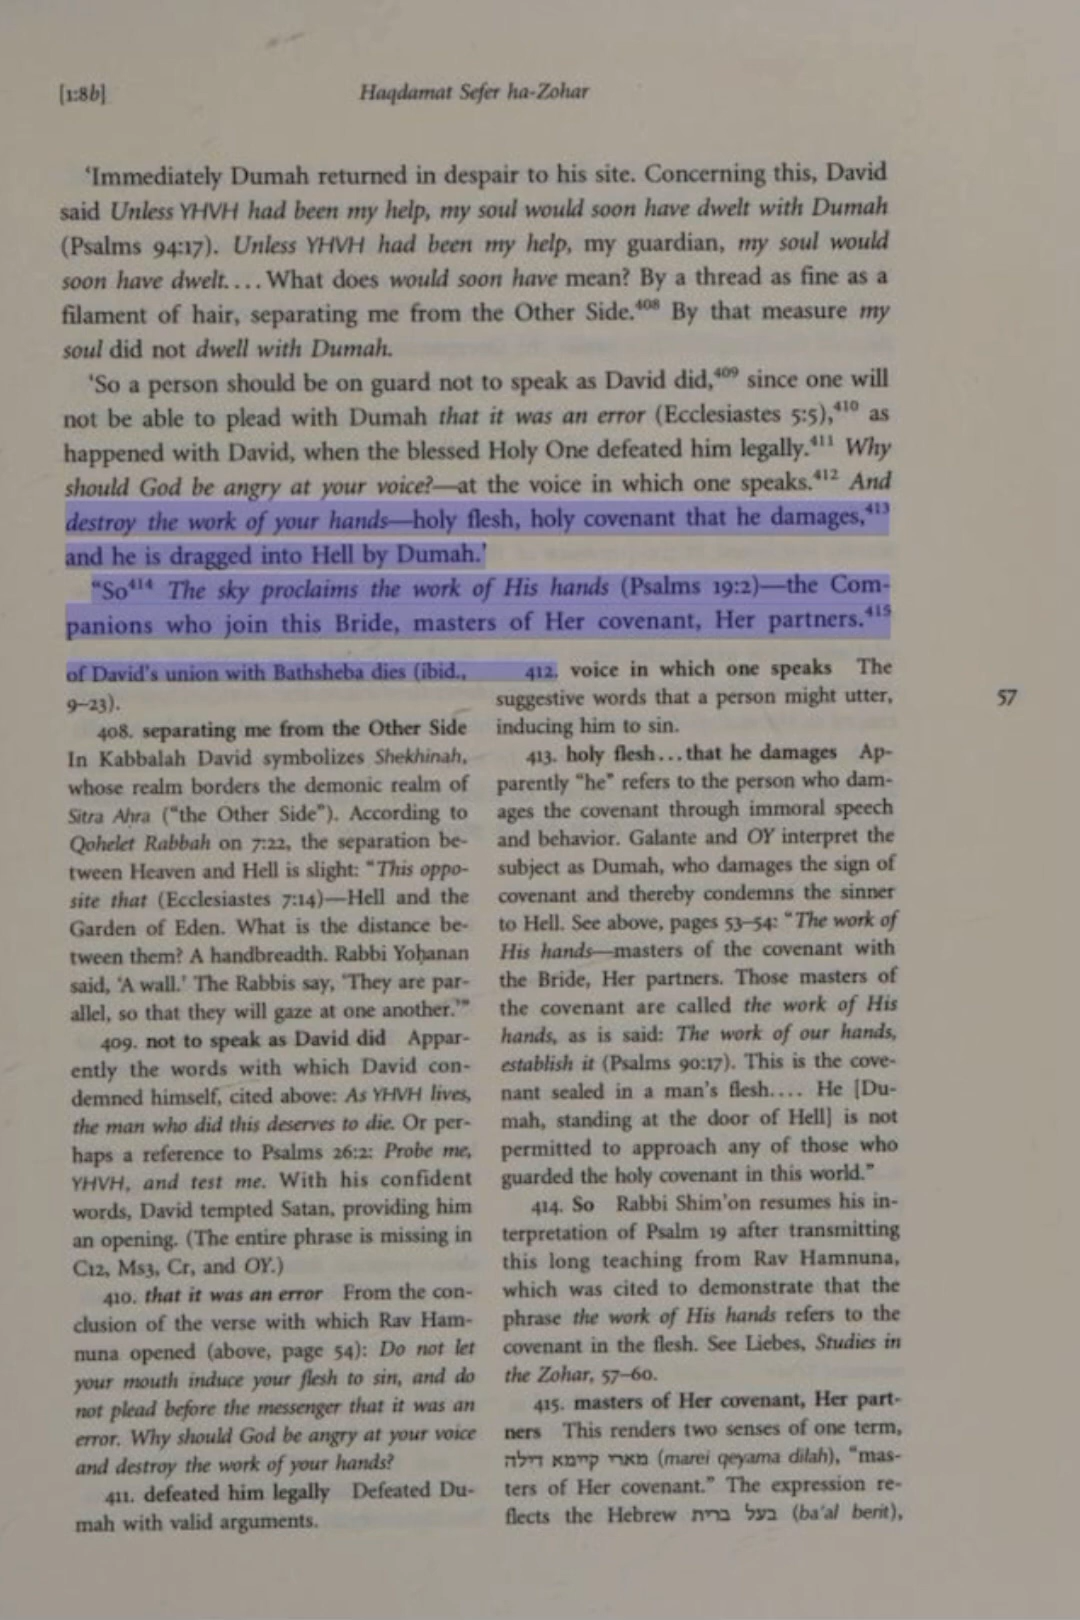 [1:8b]
Haqdamat Sefer ha-Zohar
‘Immediately Dumah returned in despair to his site. Concerning this, David
said Unless YHVH had been my help, my soul would soon have dwelt with Dumah
(Psalms 94:17). Unless YHVH had been my help, my guardian, my soul would
soon have dwelt.... What does would soon have mean? By a thread as fine as a
filament of hair, separating me from the Other Side.⁴⁰⁸ By that measure my
soul did not dwell with Dumah.
‘So a person should be on guard not to speak as David did,⁴⁰⁹ since one will
not be able to plead with Dumah that it was an error (Ecclesiastes 5:5),⁴¹⁰ as
happened with David, when the blessed Holy One defeated him legally.⁴¹¹ Why
should God be angry at your voice?—at the voice in which one speaks.⁴¹² And
destroy the work of your hands—holy flesh, holy covenant that he damages,⁴¹³
and he is dragged into Hell by Dumah.’
“So⁴¹⁴ The sky proclaims the work of His hands (Psalms 19:2)—the Com-
panions who join this Bride, masters of Her covenant, Her partners.⁴¹⁵
of David's union with Bathsheba dies (ibid.,
9–23).
408. separating me from the Other Side
In Kabbalah David symbolizes Shekhinah,
whose realm borders the demonic realm of
Sitra Aḥra (“the Other Side”). According to
Qohelet Rabbah on 7:22, the separation be-
tween Heaven and Hell is slight: “This oppo-
site that (Ecclesiastes 7:14)—Hell and the
Garden of Eden. What is the distance be-
tween them? A handbreadth. Rabbi Yoḥanan
said, ‘A wall.’ The Rabbis say, ‘They are par-
allel, so that they will gaze at one another.’”
409. not to speak as David did Appar-
ently the words with which David con-
demned himself, cited above: As YHVH lives,
the man who did this deserves to die. Or per-
haps a reference to Psalms 26:2: Probe me,
YHVH, and test me. With his confident
words, David tempted Satan, providing him
an opening. (The entire phrase is missing in
C12, Ms3, Cr, and OY.)
410. that it was an error From the con-
clusion of the verse with which Rav Ham-
nuna opened (above, page 54): Do not let
your mouth induce your flesh to sin, and do
not plead before the messenger that it was an
error. Why should God be angry at your voice
and destroy the work of your hands?
411. defeated him legally Defeated Du-
mah with valid arguments.
412. voice in which one speaks The
suggestive words that a person might utter,
inducing him to sin.
413. holy flesh...that he damages Ap-
parently “he” refers to the person who dam-
ages the covenant through immoral speech
and behavior. Galante and OY interpret the
subject as Dumah, who damages the sign of
covenant and thereby condemns the sinner
to Hell. See above, pages 53–54: “The work of
His hands—masters of the covenant with
the Bride, Her partners. Those masters of
the covenant are called the work of His
hands, as is said: The work of our hands,
establish it (Psalms 90:17). This is the cove-
nant sealed in a man's flesh.... He [Du-
mah, standing at the door of Hell] is not
permitted to approach any of those who
guarded the holy covenant in this world.”
414. So Rabbi Shim'on resumes his in-
terpretation of Psalm 19 after transmitting
this long teaching from Rav Hamnuna,
which was cited to demonstrate that the
phrase the work of His hands refers to the
covenant in the flesh. See Liebes, Studies in
the Zohar, 57–60.
415. masters of Her covenant, Her part-
ners This renders two senses of one term,
מארי קיימא דילה (marei qeyama dilah), “mas-
ters of Her covenant.” The expression re-
flects the Hebrew בעל ברית (ba'al berit),
57